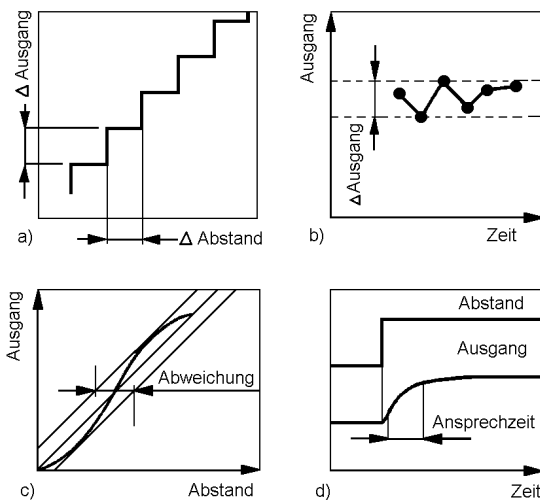 Δ Ausgang
a)
Δ Abstand
Ausgang
Δ Ausgang
b)
Zeit
Ausgang
Abweichung
c)
Abstand
Abstand
Ausgang
Ansprechzeit
d)
Zeit